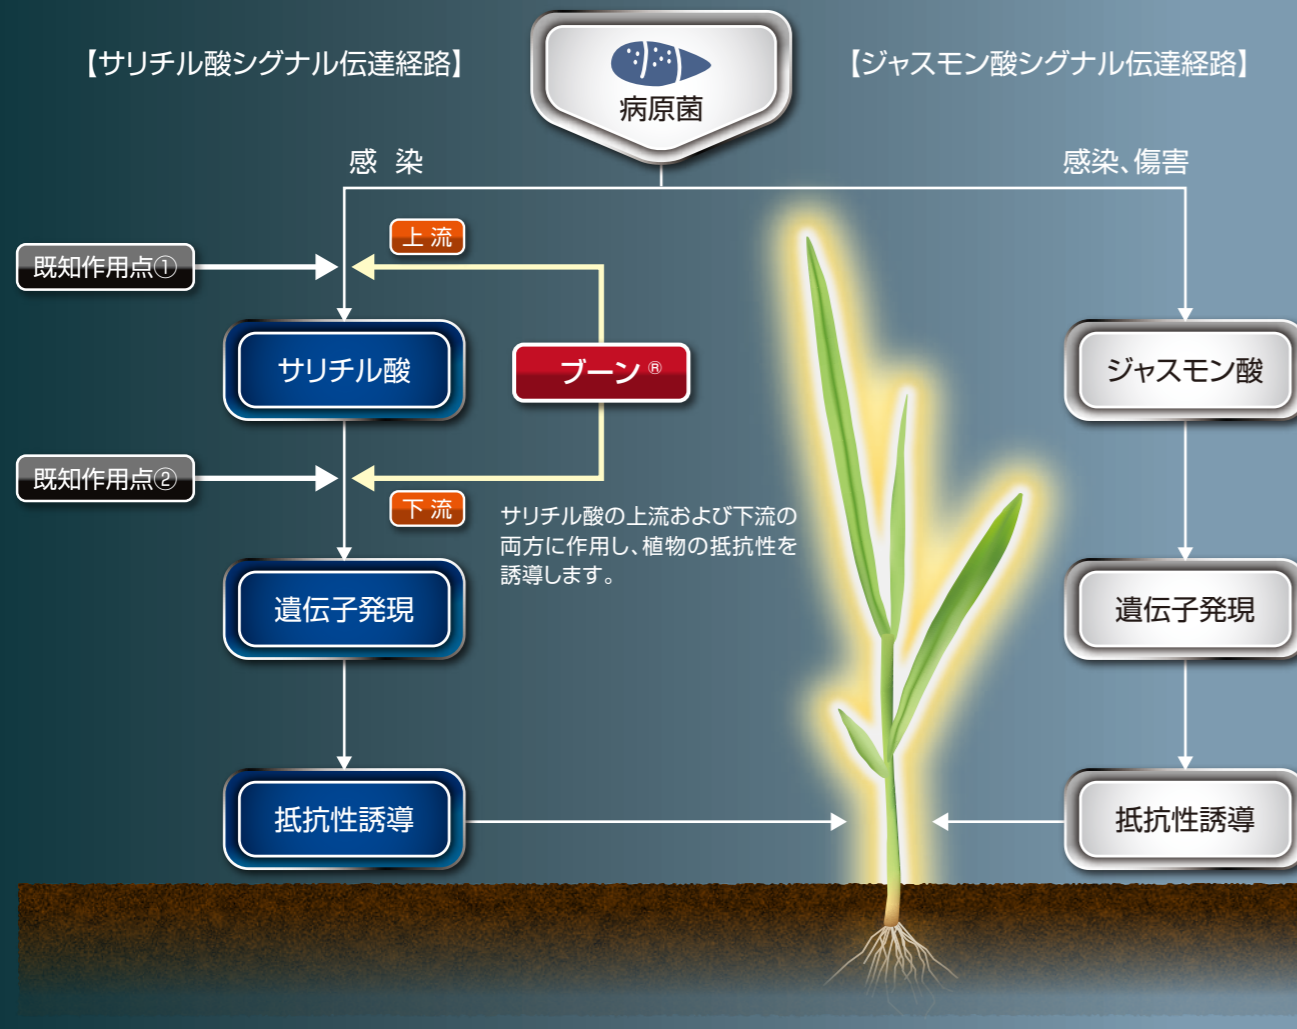 【サリチル酸シグナル伝達経路】
病原菌
【ジャスモン酸シグナル伝達経路】
感 染
感染、傷害
上 流
既知作用点①
サリチル酸
ブーン®
ジャスモン酸
既知作用点②
下 流
サリチル酸の上流および下流の
両方に作用し、植物の抵抗性を
誘導します。
遺伝子発現
遺伝子発現
抵抗性誘導
抵抗性誘導